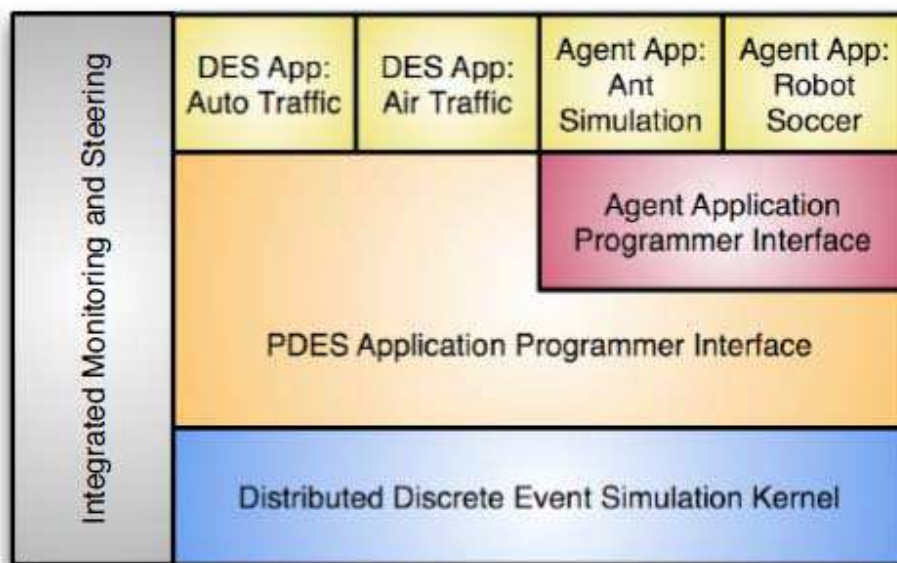 Integrated Monitoring and Steering
DES App:
Auto Traffic
DES App:
Air Traffic
Agent App:
Ant
Simulation
Agent App:
Robot
Soccer
Agent Application
Programmer Interface
PDES Application Programmer Interface
Distributed Discrete Event Simulation Kernel